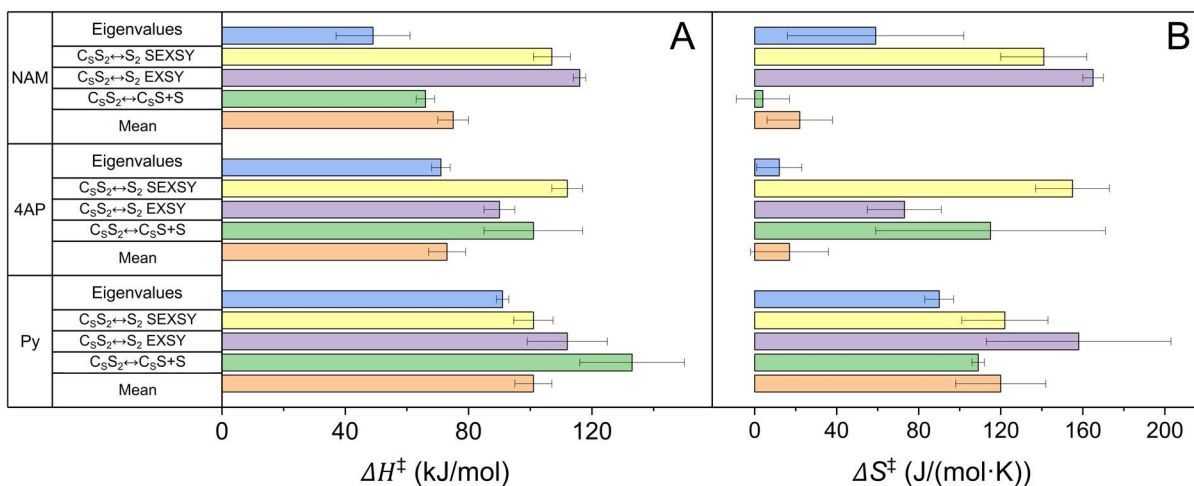 A
B
NAM
Eigenvalues
CₛS₂↔S₂ SEXSY
CₛS₂↔S₂ EXSY
CₛS₂↔CₛS+S
Mean
4AP
Eigenvalues
CₛS₂↔S₂ SEXSY
CₛS₂↔S₂ EXSY
CₛS₂↔CₛS+S
Mean
Py
Eigenvalues
CₛS₂↔S₂ SEXSY
CₛS₂↔S₂ EXSY
CₛS₂↔CₛS+S
Mean
0 40 80 120
0 40 80 120 160 200
ΔH‡ (kJ/mol)
ΔS‡ (J/(mol·K))